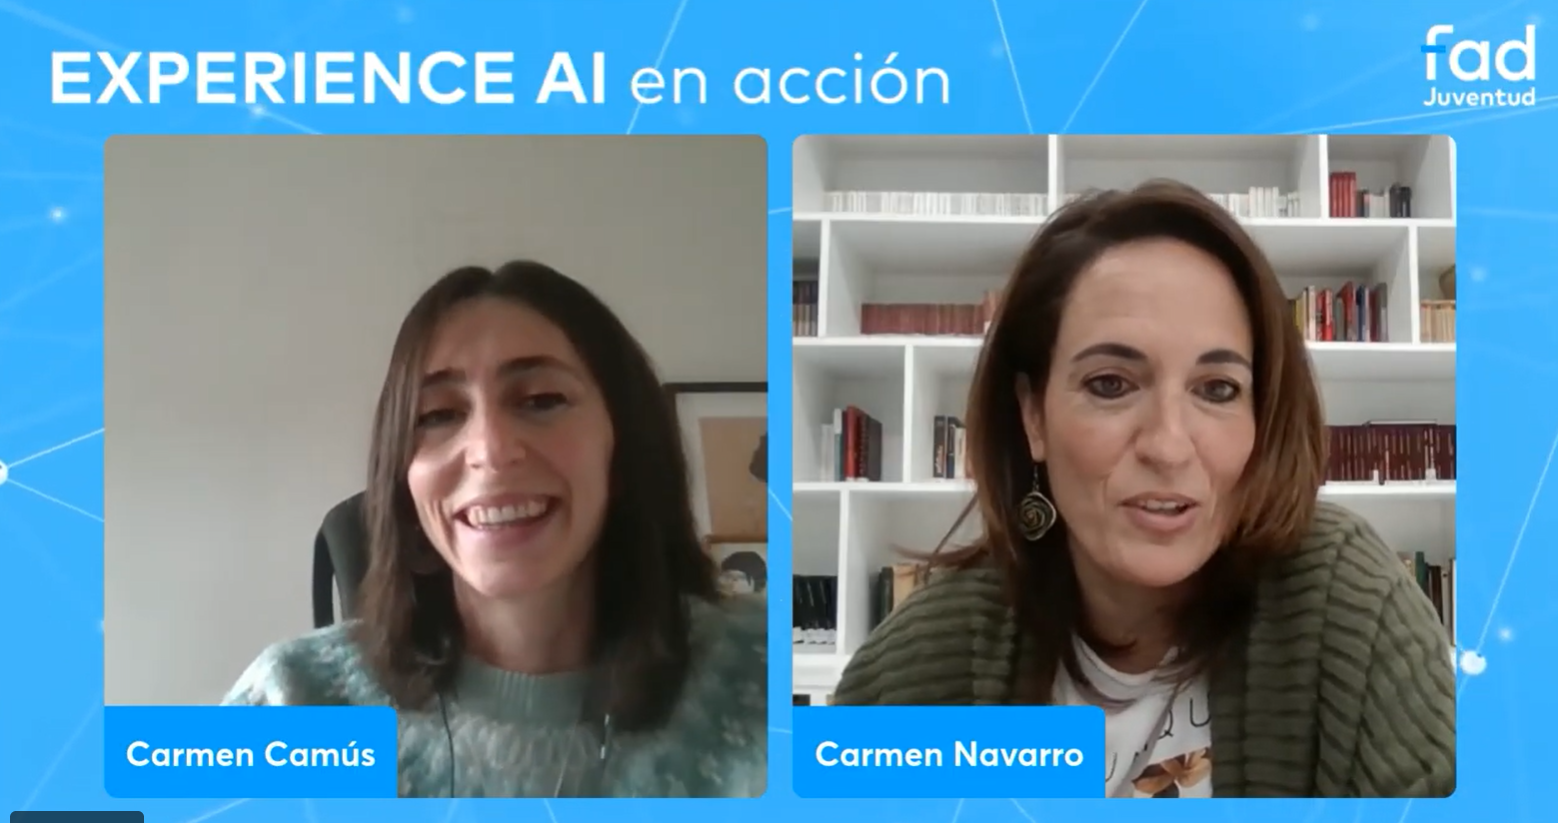 EXPERIENCE AI en acción
fad
Juventud
Carmen Camús
Carmen Navarro